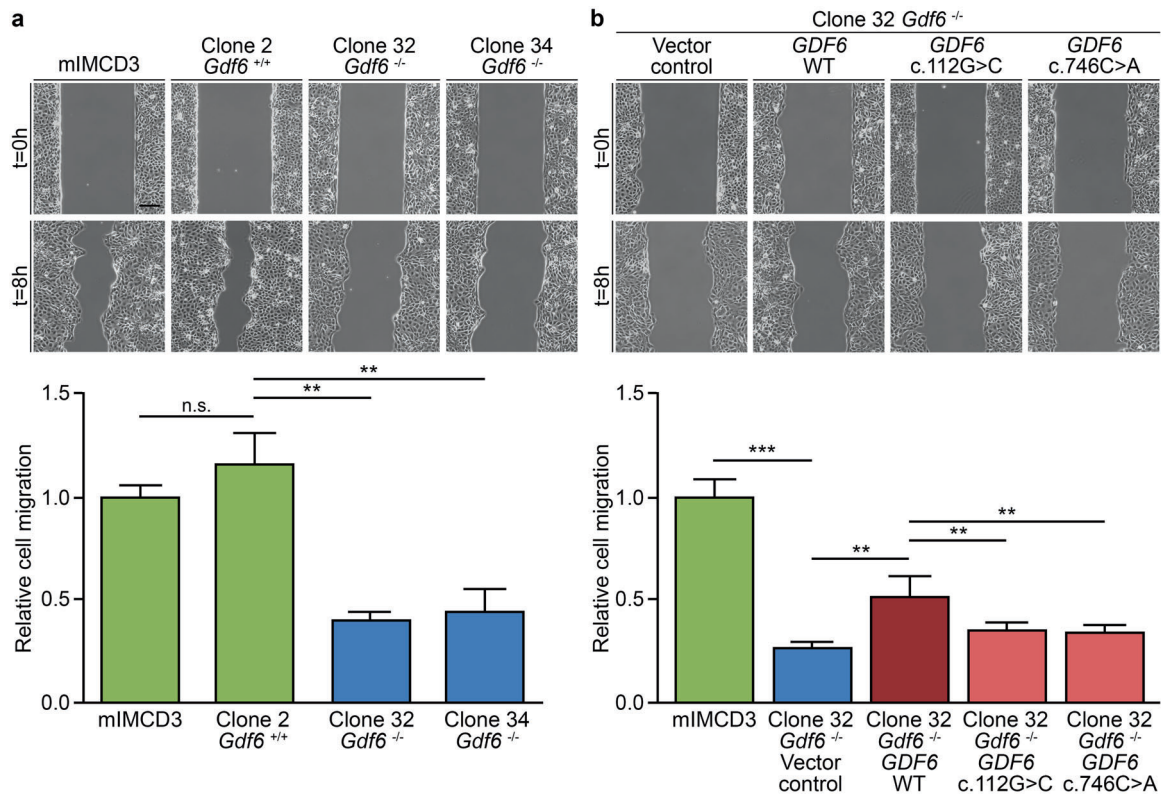 a
mIMCD3
Clone 2
Gdf6 +/+
Clone 32
Gdf6 -/-
Clone 34
Gdf6 -/-
t=0h
t=8h
Relative cell migration
1.5
1.0
0.5
0.0
n.s.
**
**
mIMCD3
Clone 2
Gdf6 +/+
Clone 32
Gdf6 -/-
Clone 34
Gdf6 -/-
b
Clone 32 Gdf6 -/-
Vector
control
GDF6
WT
GDF6
c.112G>C
GDF6
c.746C>A
t=0h
t=8h
Relative cell migration
1.5
1.0
0.5
0.0
***
**
**
**
mIMCD3
Clone 32
Gdf6 -/-
Vector
control
Clone 32
Gdf6 -/-
GDF6
WT
Clone 32
Gdf6 -/-
GDF6
c.112G>C
Clone 32
Gdf6 -/-
GDF6
c.746C>A